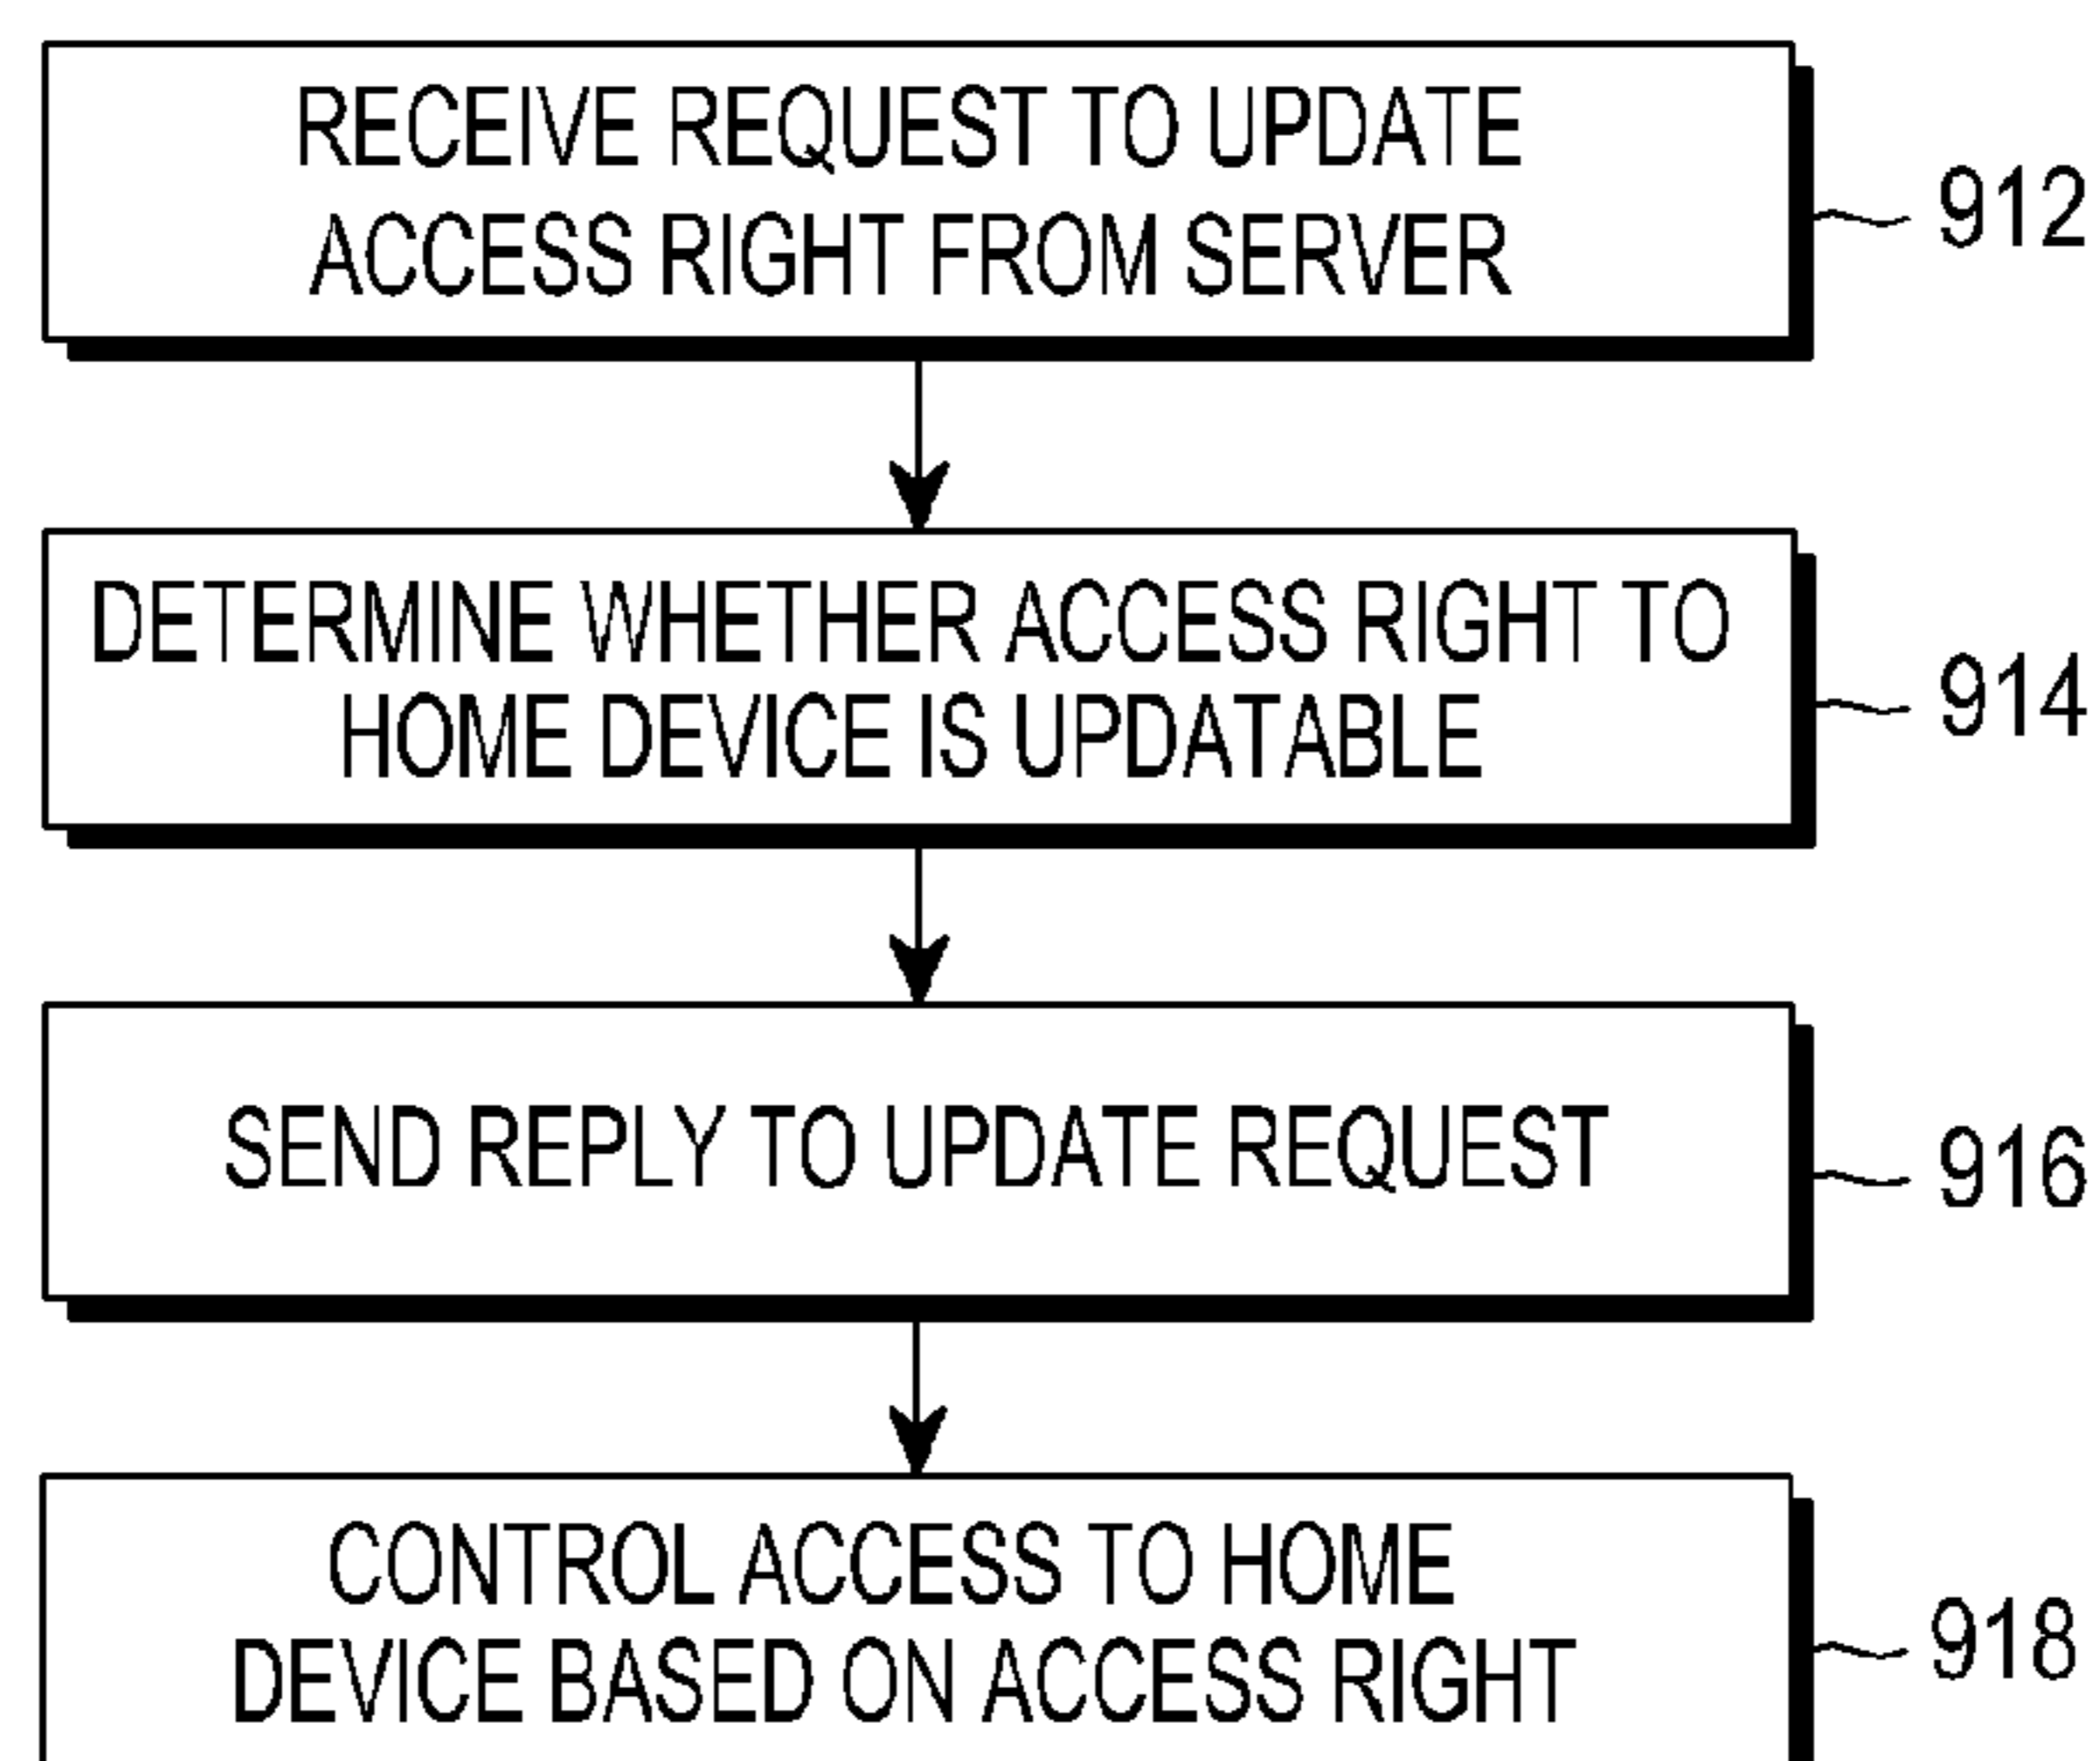 RECEIVE REQUEST TO UPDATE
ACCESS RIGHT FROM SERVER
912
DETERMINE WHETHER ACCESS RIGHT TO
HOME DEVICE IS UPDATABLE
914
SEND REPLY TO UPDATE REQUEST
916
CONTROL ACCESS TO HOME
DEVICE BASED ON ACCESS RIGHT
918